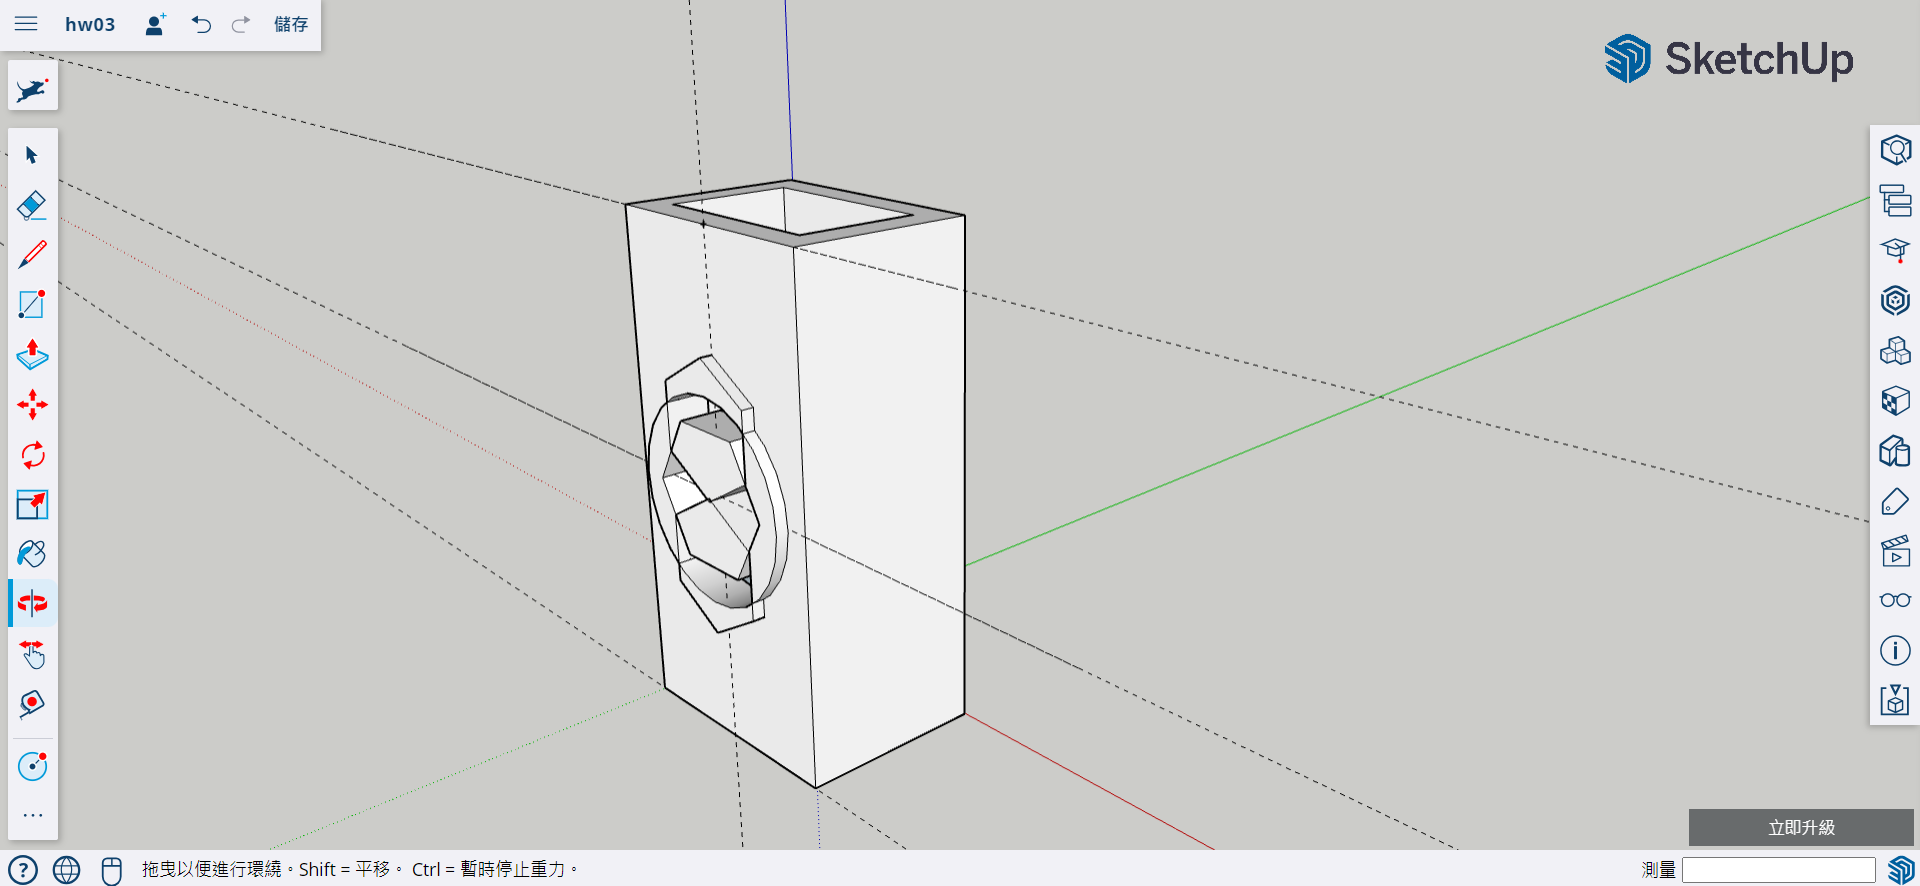 hw03
儲存
SketchUp
立即升級
拖曳以便進行環繞。Shift = 平移。 Ctrl = 暫時停止重力。
測量